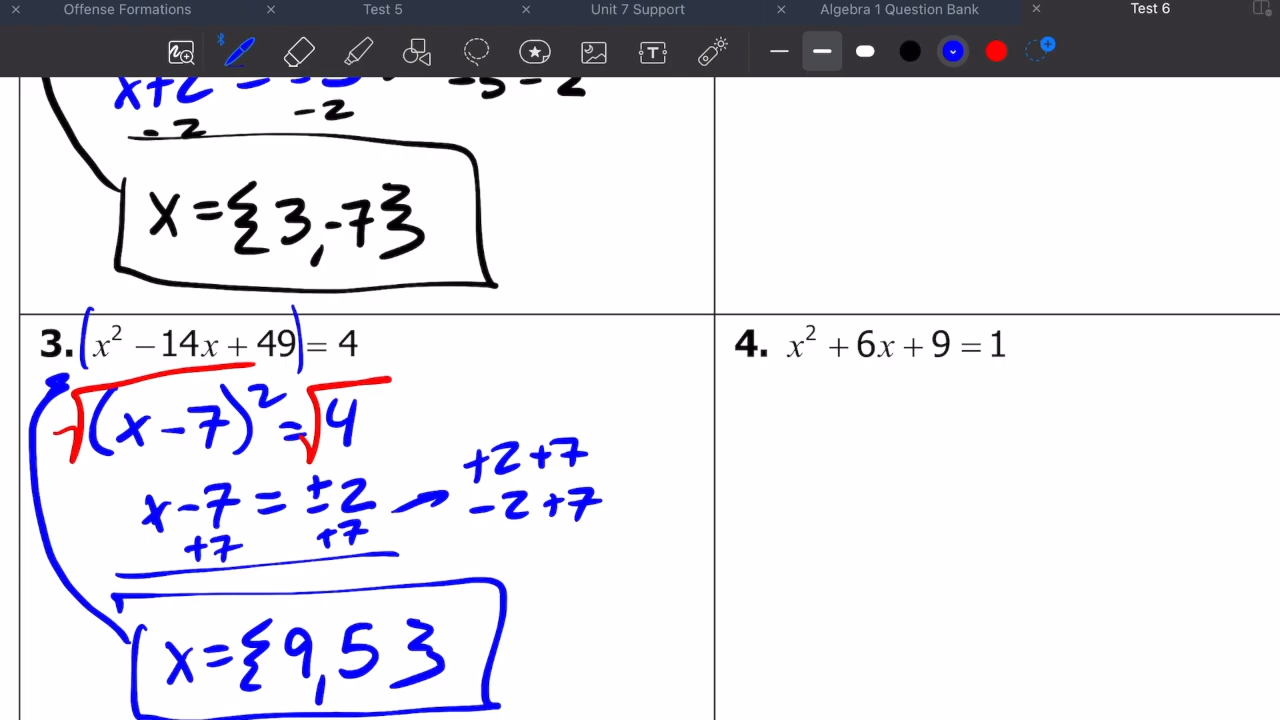 Offense Formations Test 5 Unit 7 Support Algebra 1 Question Bank Test 6
x+2 = ±5 -5-2
-2 -2
x={3,-7}
3. (x² − 14x + 49) = 4
√(x-7)² = √4
x-7 = ±2 → +2+7
-2+7
+7 +7
x={9,5}
4. x² + 6x + 9 = 1